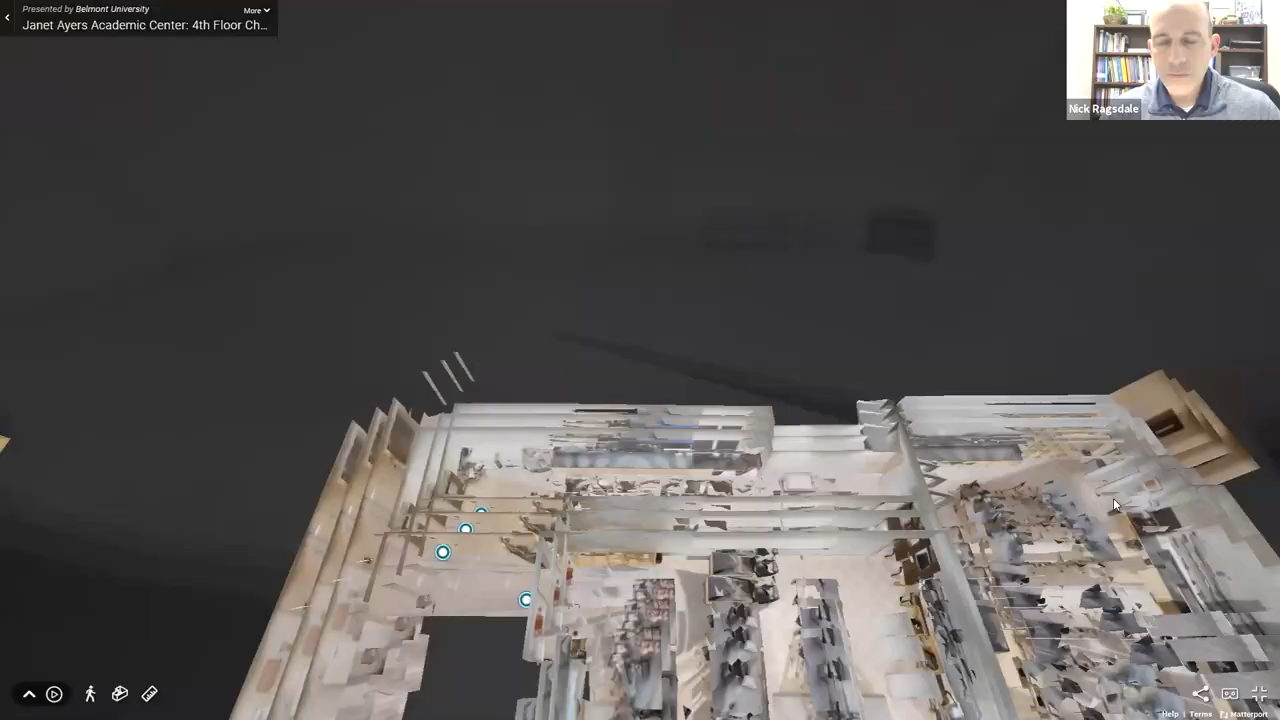 Presented by Belmont University
More
Janet Ayers Academic Center: 4th Floor Ch...
Nick Ragsdale
Help | Terms
Matterport